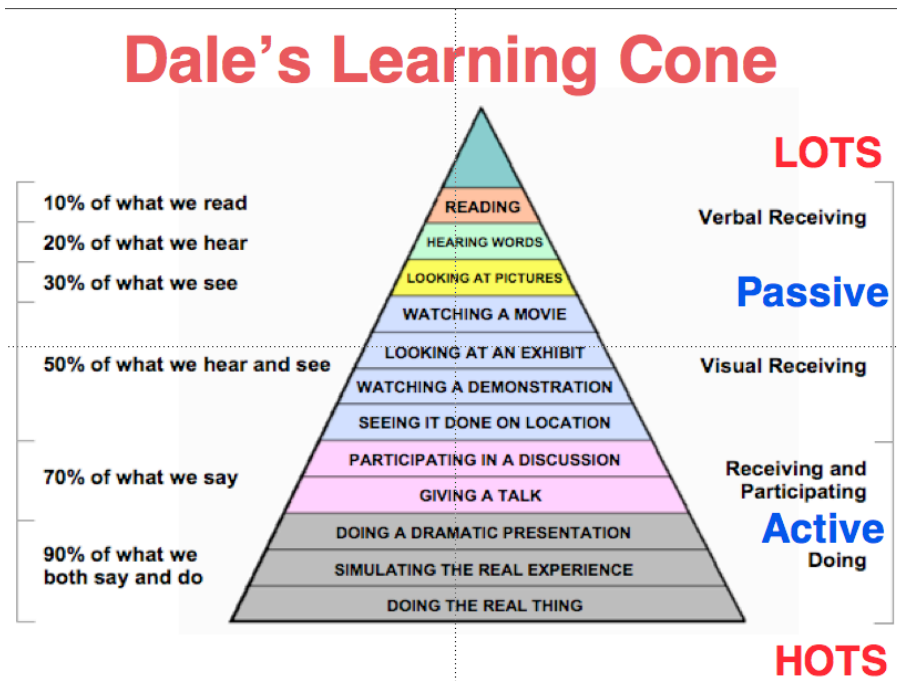 Dale's Learning Cone
LOTS
10% of what we read
READING
Verbal Receiving
20% of what we hear
HEARING WORDS
30% of what we see
LOOKING AT PICTURES
Passive
WATCHING A MOVIE
50% of what we hear and see
LOOKING AT AN EXHIBIT
Visual Receiving
WATCHING A DEMONSTRATION
SEEING IT DONE ON LOCATION
PARTICIPATING IN A DISCUSSION
70% of what we say
Receiving and
Participating
GIVING A TALK
Active
DOING A DRAMATIC PRESENTATION
90% of what we
both say and do
Doing
SIMULATING THE REAL EXPERIENCE
DOING THE REAL THING
HOTS